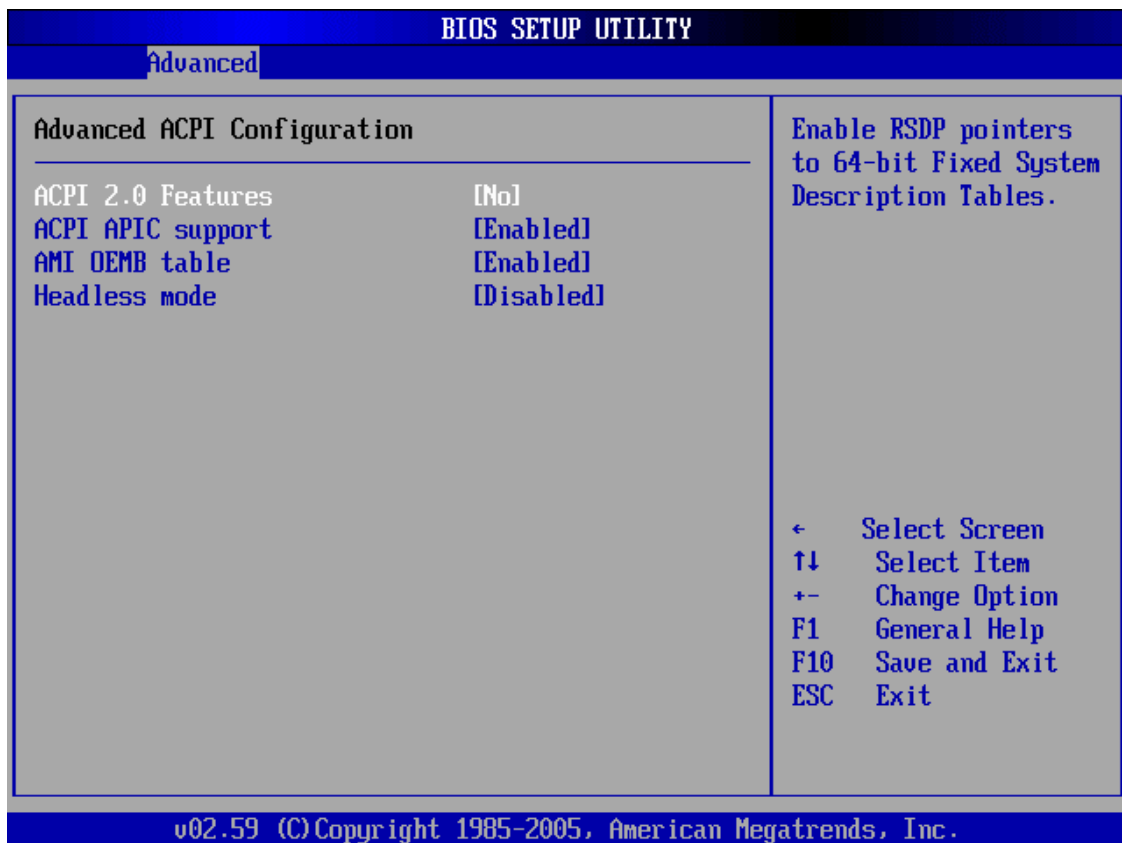 BIOS SETUP UTILITY
Advanced
Advanced ACPI Configuration
ACPI 2.0 Features [No]
ACPI APIC support [Enabled]
AMI OEMB table [Enabled]
Headless mode [Disabled]
Enable RSDP pointers
to 64-bit Fixed System
Description Tables.
← Select Screen
↑↓ Select Item
+- Change Option
F1 General Help
F10 Save and Exit
ESC Exit
v02.59 (C)Copyright 1985-2005, American Megatrends, Inc.